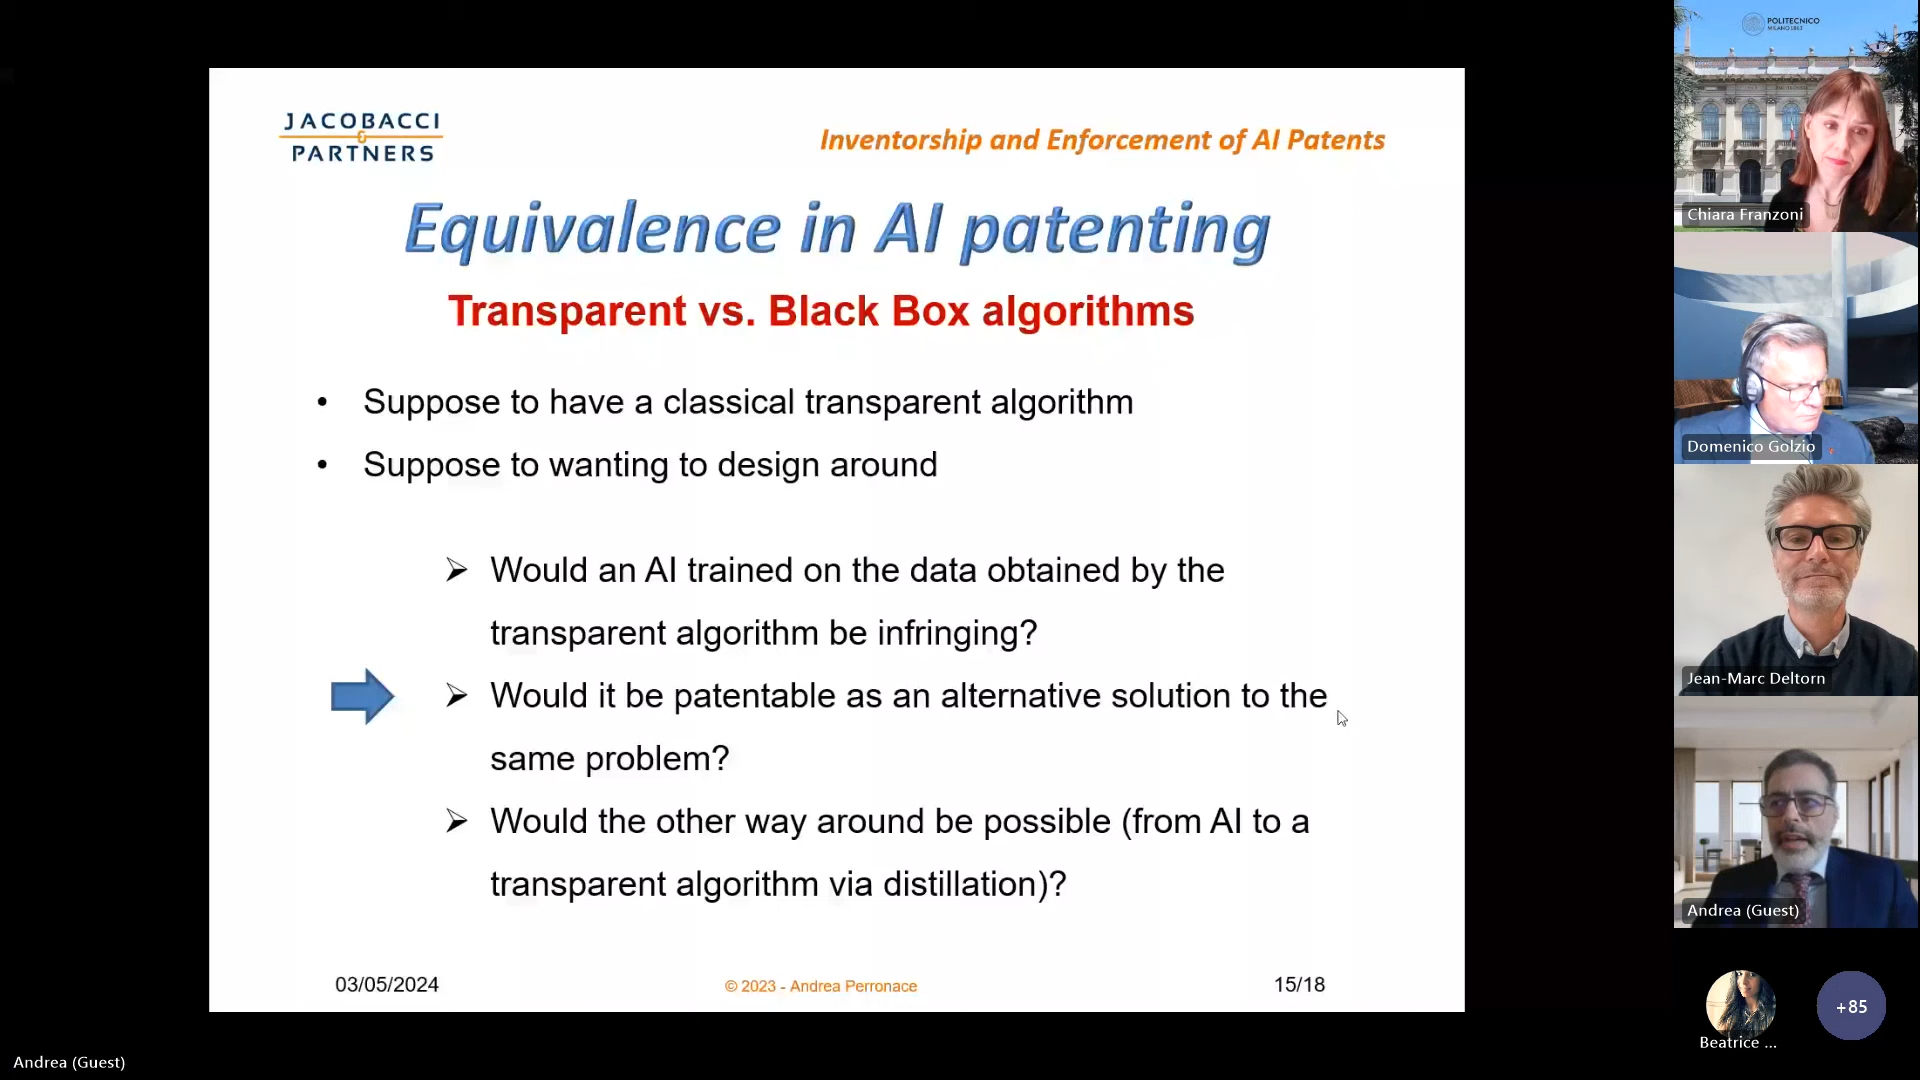 JACOBACCI
&
PARTNERS
Inventorship and Enforcement of AI Patents
Equivalence in AI patenting
Transparent vs. Black Box algorithms
• Suppose to have a classical transparent algorithm
• Suppose to wanting to design around
➢ Would an AI trained on the data obtained by the
transparent algorithm be infringing?
➢ Would it be patentable as an alternative solution to the
same problem?
➢ Would the other way around be possible (from AI to a
transparent algorithm via distillation)?
03/05/2024
© 2023 - Andrea Perronace
15/18
POLITECNICO
MILANO 1863
Chiara Franzoni
Domenico Golzio
Jean-Marc Deltorn
Andrea (Guest)
Beatrice ...
+85
Andrea (Guest)